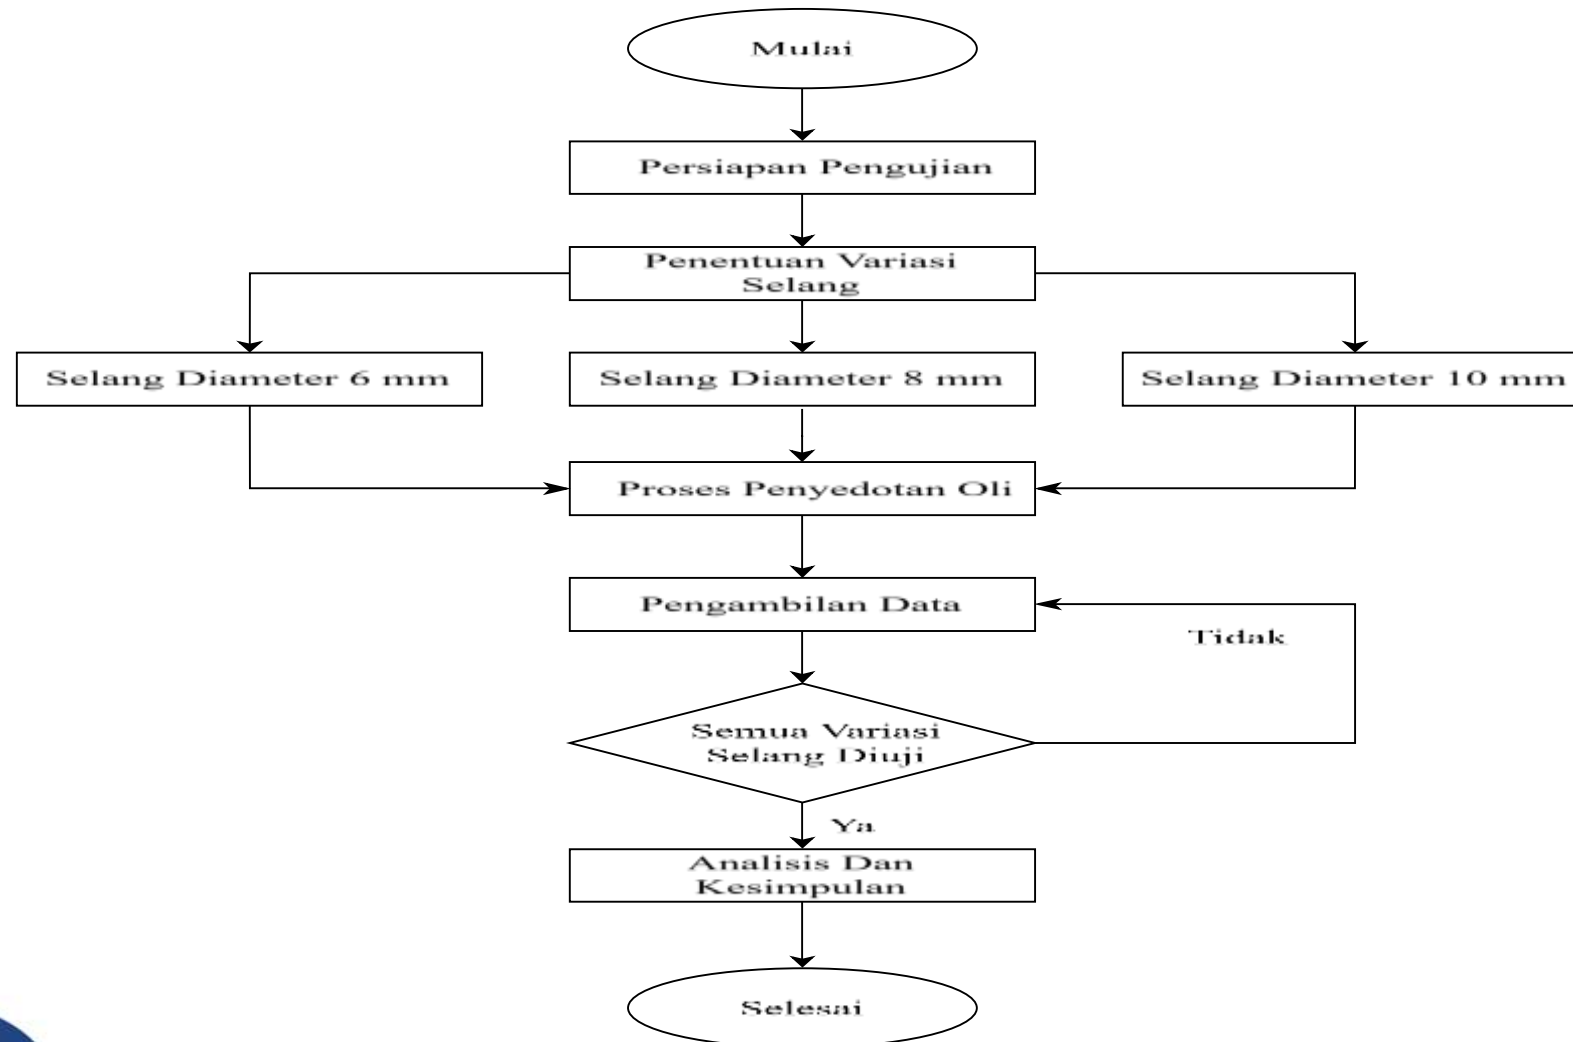 Mulai
Persiapan Pengujian
Penentuan Variasi
Selang
Selang Diameter 6 mm
Selang Diameter 8 mm
Selang Diameter 10 mm
Proses Penyedotan Oli
Pengambilan Data
Tidak
Semua Variasi
Selang Diuji
Ya
Analisis Dan
Kesimpulan
Selesai